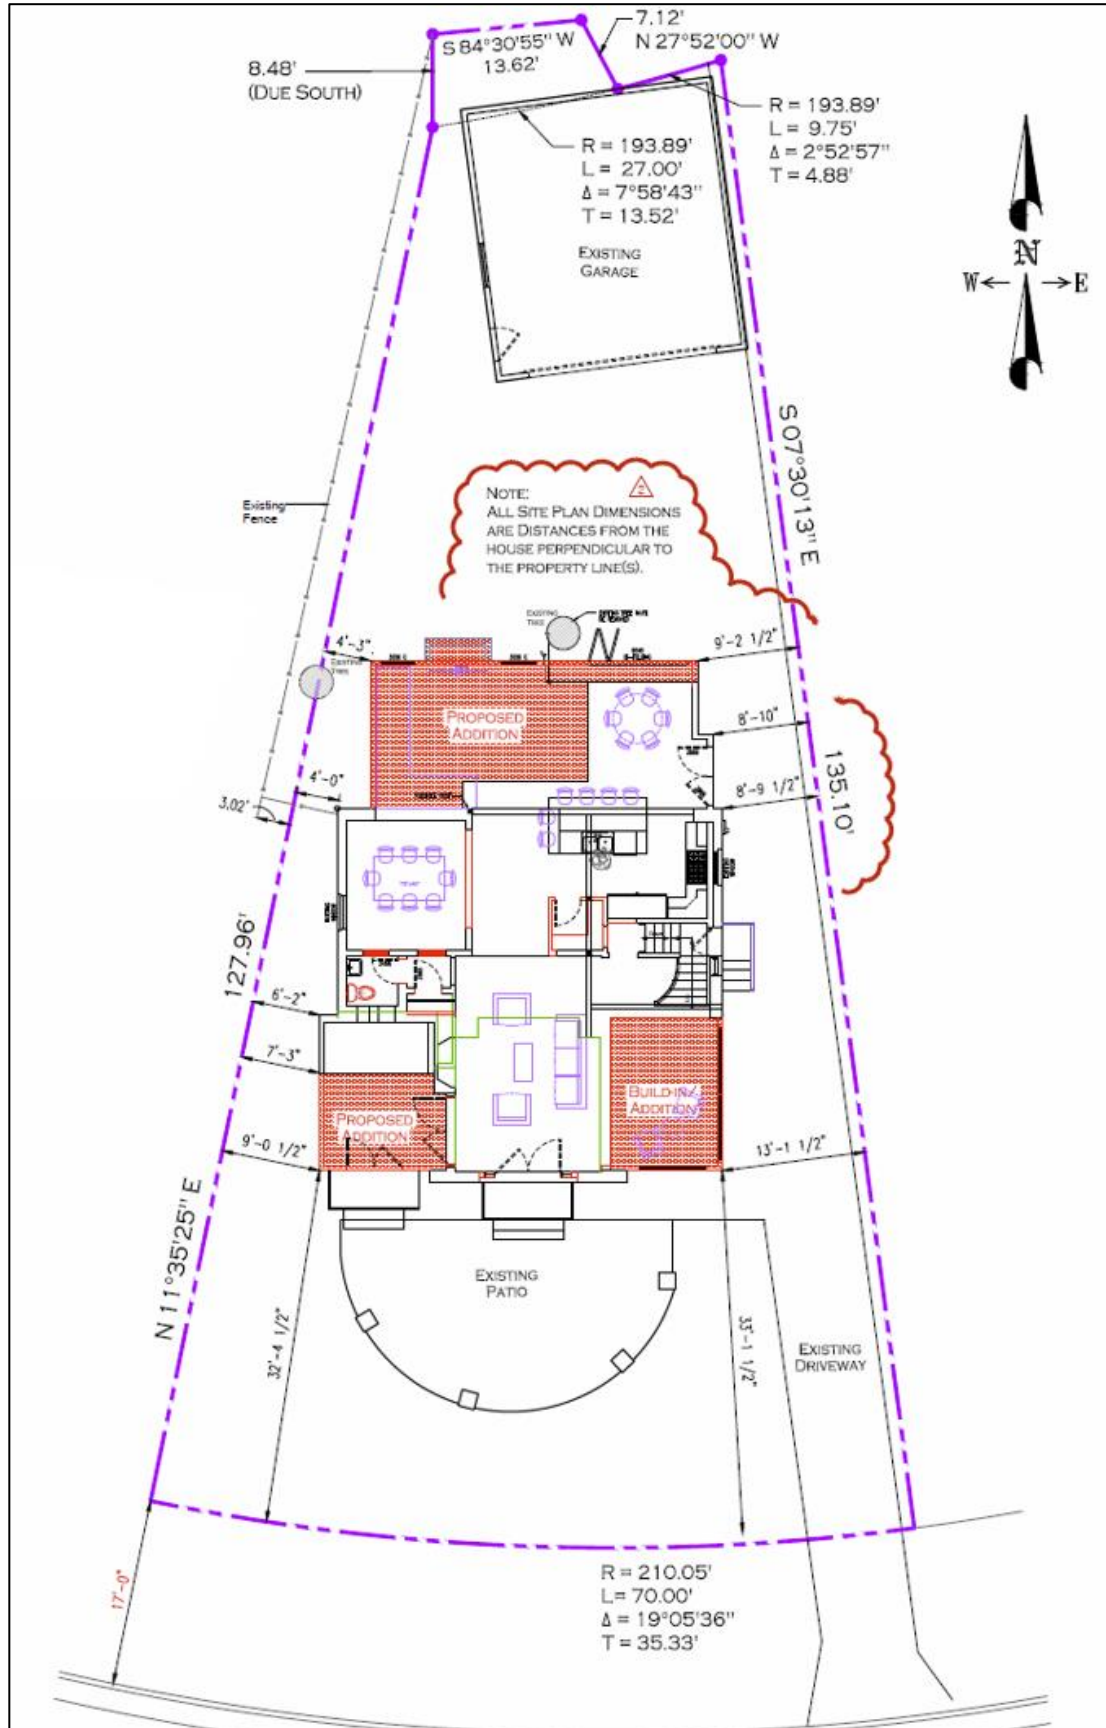 7.12'
N 27°52'00" W
S 84°30'55" W
13.62'
8.48'
(DUE SOUTH)
R = 193.89'
L = 9.75'
Δ = 2°52'57"
T = 4.88'
R = 193.89'
L = 27.00'
Δ = 7°58'43"
T = 13.52'
EXISTING
GARAGE
N
W
E
S 07°30'13" E
135.10'
Existing
Fence
NOTE:
ALL SITE PLAN DIMENSIONS
ARE DISTANCES FROM THE
HOUSE PERPENDICULAR TO
THE PROPERTY LINE(S).
EXISTING
TREE
4'-3"
9'-2 1/2"
EXISTING
TREE
PROPOSED
ADDITION
8'-10"
4'-0"
8'-9 1/2"
3.02'
127.96'
N 11°35'25" E
6'-2"
7'-3"
BUILD-IN/
ADDITION
PROPOSED
ADDITION
9'-0 1/2"
13'-1 1/2"
EXISTING
PATIO
32'-4 1/2"
33'-1 1/2"
EXISTING
DRIVEWAY
17'-0"
R = 210.05'
L= 70.00'
Δ = 19°05'36"
T = 35.33'